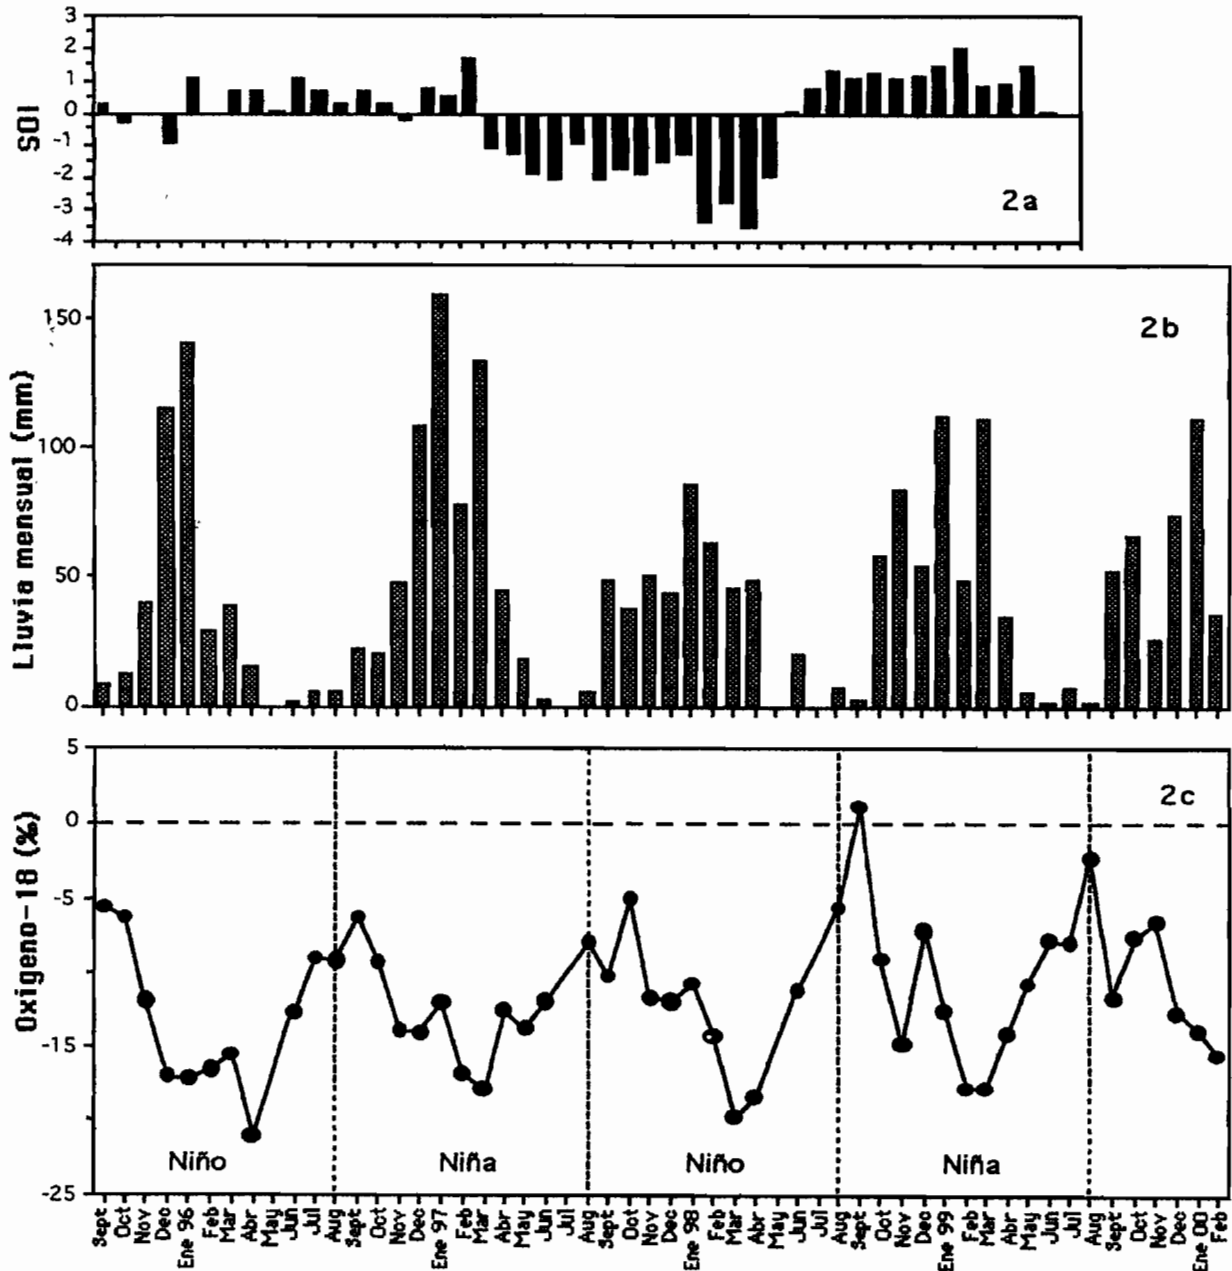 3
2
1
0
-1
-2
-3
-4
SOI
2a
150
100
50
0
Lluvia mensual (mm)
2b
5
0
-5
-15
-25
Oxigeno-18 (‰)
2c
Niño
Niña
Niño
Niña
Sept
Oct
Nov
Dec
Ene 96
Feb
Mar
Abr
May
Jun
Jul
Aug
Sept
Oct
Nov
Dec
Ene 97
Feb
Mar
Abr
May
Jun
Jul
Aug
Sept
Oct
Nov
Dec
Ene 98
Feb
Mar
Abr
May
Jun
Jul
Aug
Sept
Oct
Nov
Dec
Ene 99
Feb
Mar
Abr
May
Jun
Jul
Aug
Sept
Oct
Nov
Dec
Ene 00
Feb